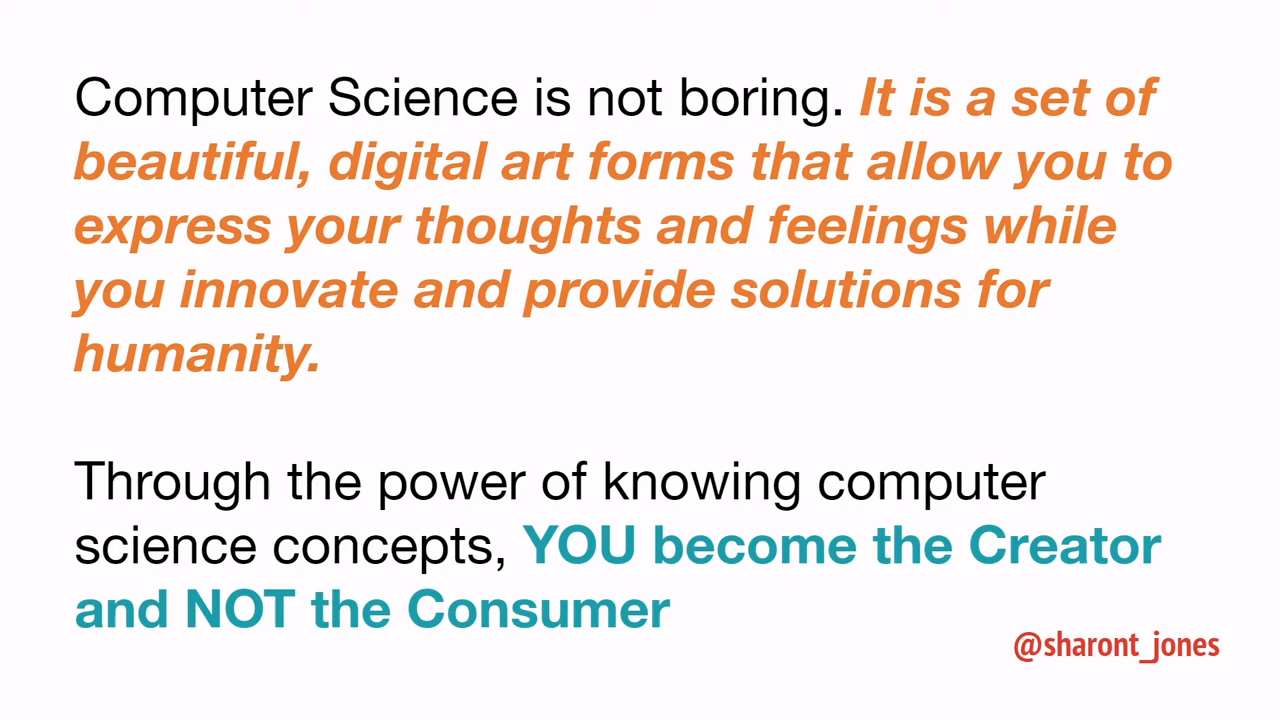 Computer Science is not boring. It is a set of
beautiful, digital art forms that allow you to
express your thoughts and feelings while
you innovate and provide solutions for
humanity.
Through the power of knowing computer
science concepts, YOU become the Creator
and NOT the Consumer
@sharont_jones